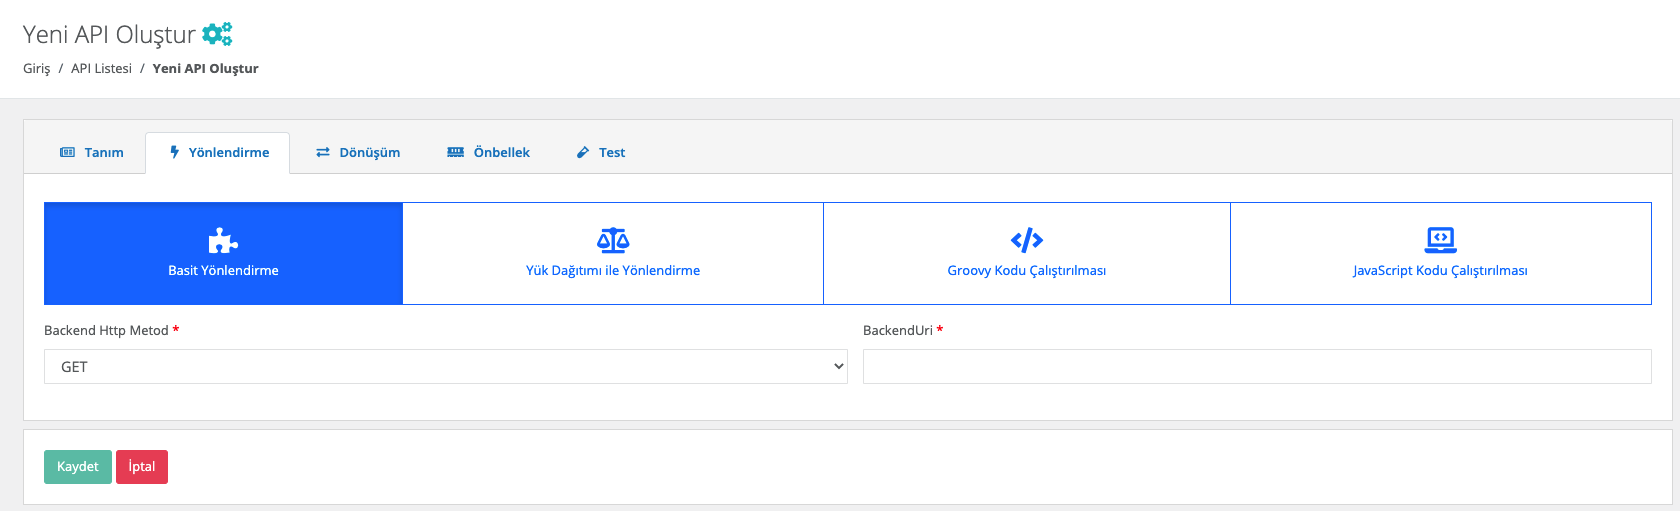 Yeni API Oluştur
Giriş / API Listesi / Yeni API Oluştur
Tanım
Yönlendirme
Dönüşüm
Önbellek
Test
Basit Yönlendirme
Yük Dağıtımı ile Yönlendirme
Groovy Kodu Çalıştırılması
JavaScript Kodu Çalıştırılması
Backend Http Metod *
BackendUri *
GET
Kaydet
İptal